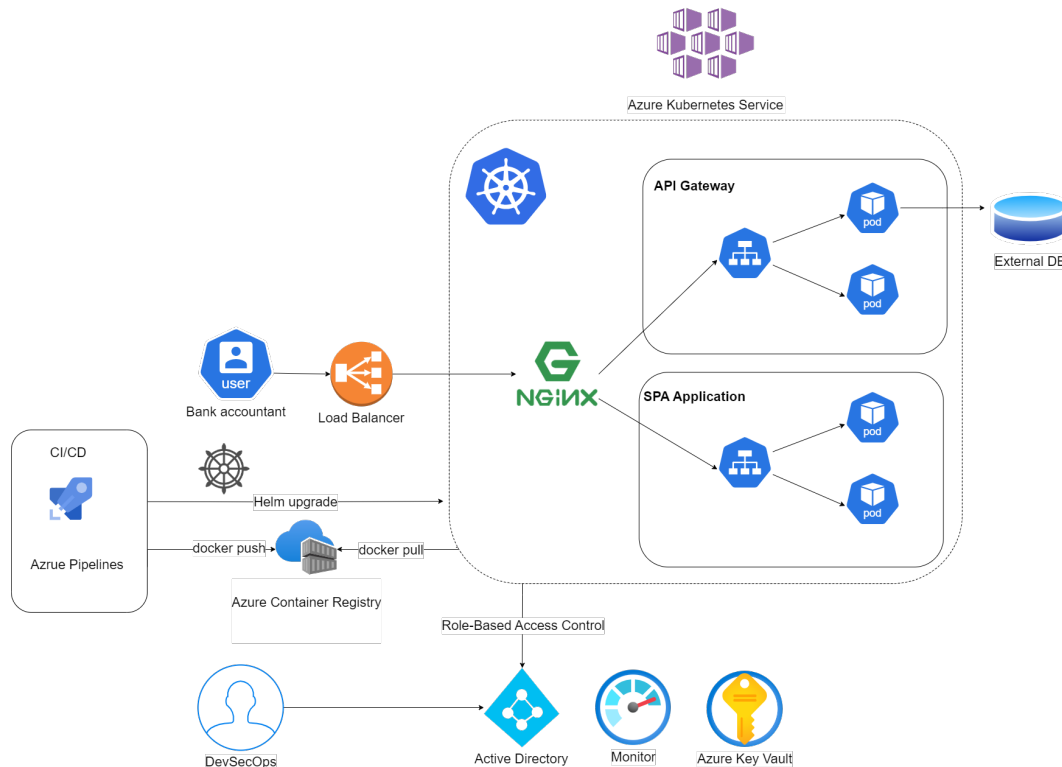 Azure Kubernetes Service
API Gateway
pod
pod
External DB
user
Bank accountant
Load Balancer
NGINX
SPA Application
pod
pod
CI/CD
Azrue Pipelines
Helm upgrade
docker push
docker pull
Azure Container Registry
Role-Based Access Control
DevSecOps
Active Directory
Monitor
Azure Key Vault